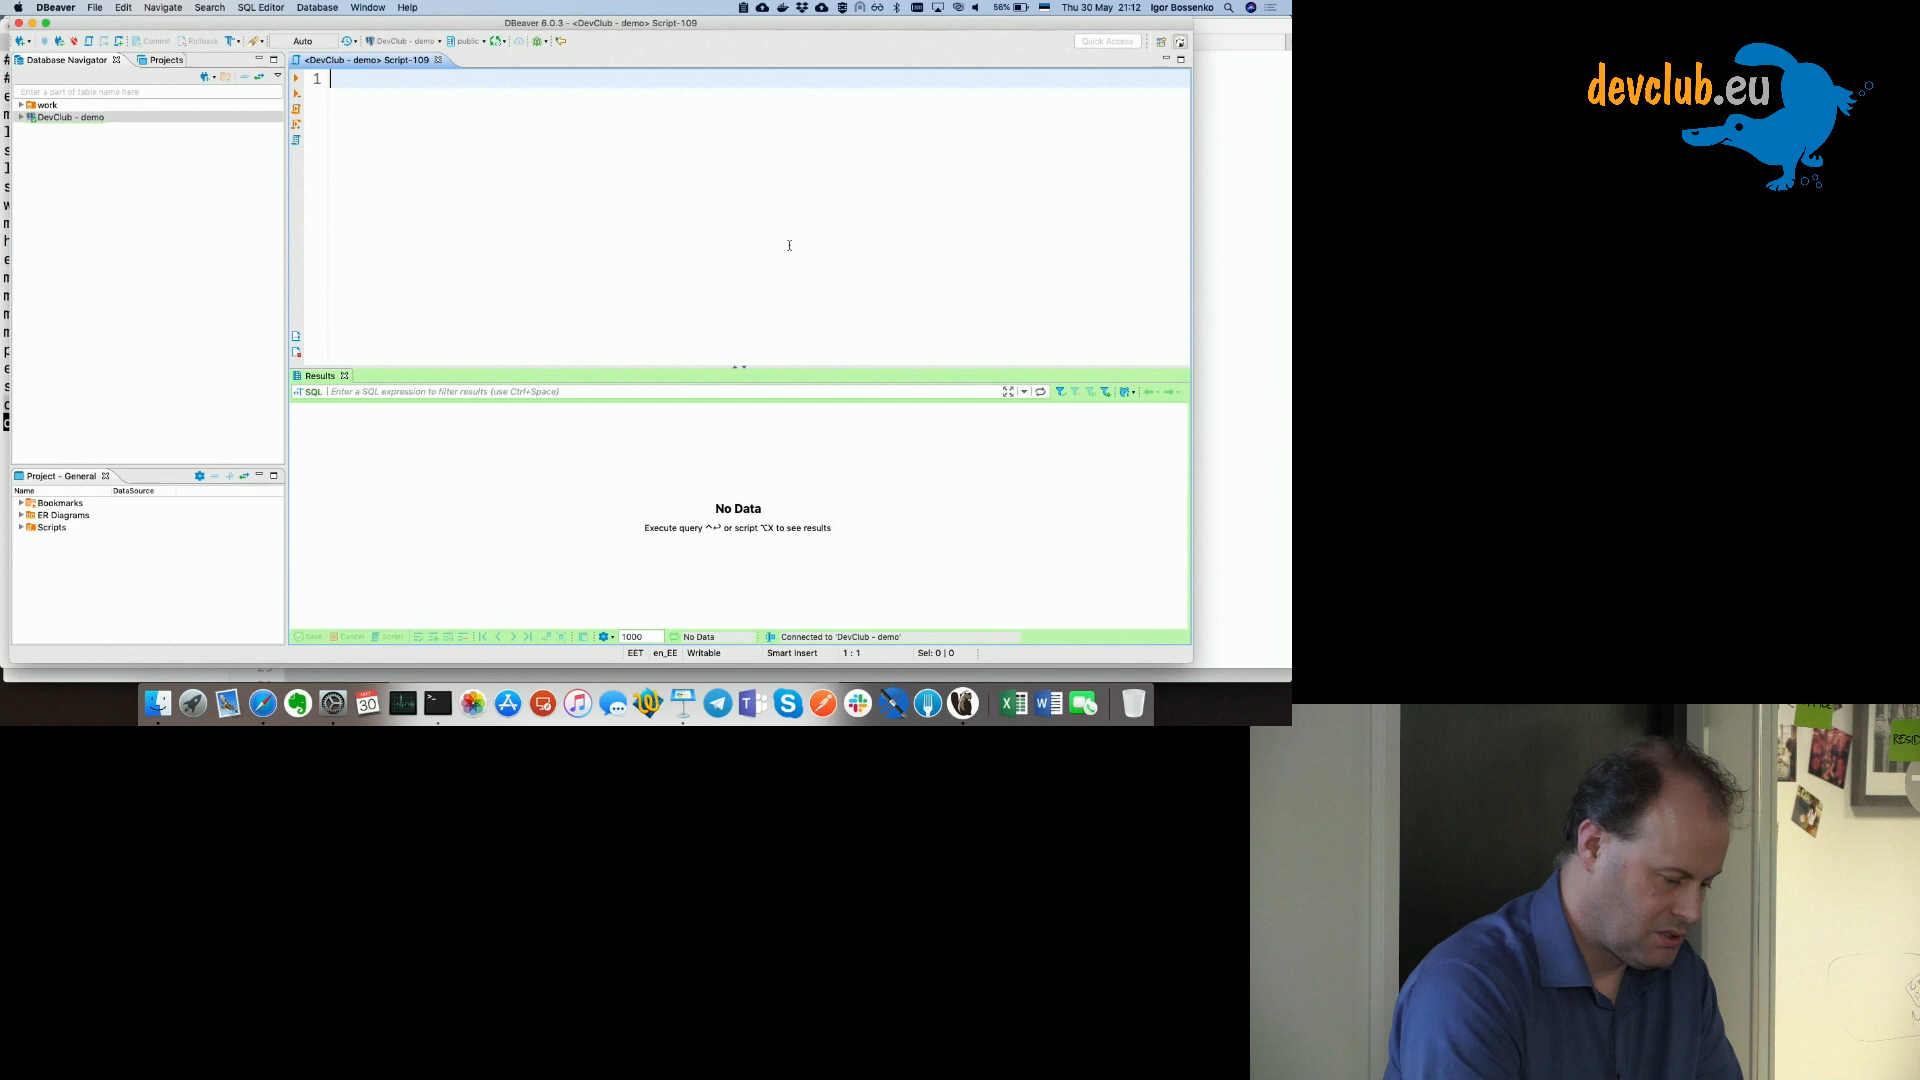 DBeaver File Edit Navigate Search SQL Editor Database Window Help
56% Thu 30 May 21:12 Igor Bossenko
DBeaver 6.0.3 - <DevClub - demo> Script-109
Commit Rollback Auto DevClub - demo public Quick Access
Database Navigator Projects
<DevClub - demo> Script-109
Enter a part of table name here
work
DevClub - demo
1
Results
SQL Enter a SQL expression to filter results (use Ctrl+Space)
No Data
Execute query ^↩ or script ⌥X to see results
Project - General
Name DataSource
Bookmarks
ER Diagrams
Scripts
Save Cancel Script 1000 No Data Connected to 'DevClub - demo'
EET en_EE Writable Smart Insert 1 : 1 Sel: 0 | 0
MAY
30
devclub.eu